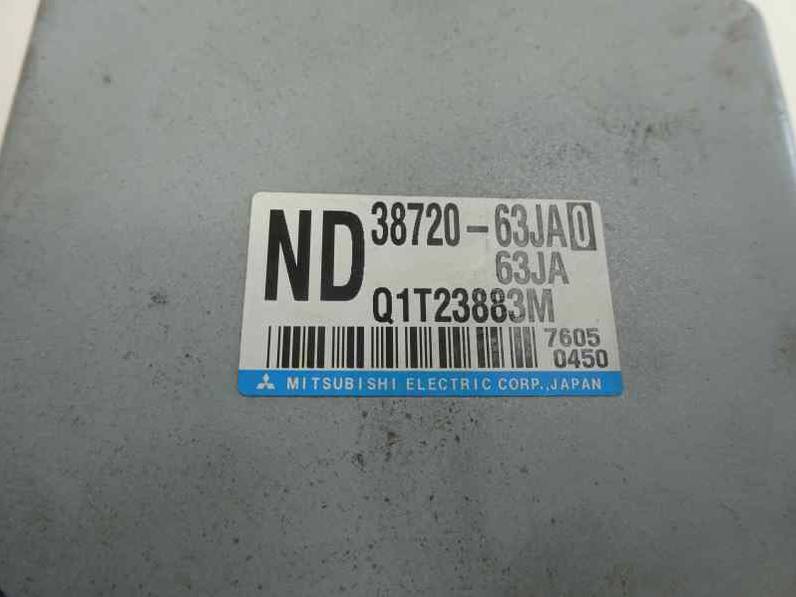 ND 38720-63JA0
63JA
Q1T23883M
7605
0450
MITSUBISHI ELECTRIC CORP., JAPAN